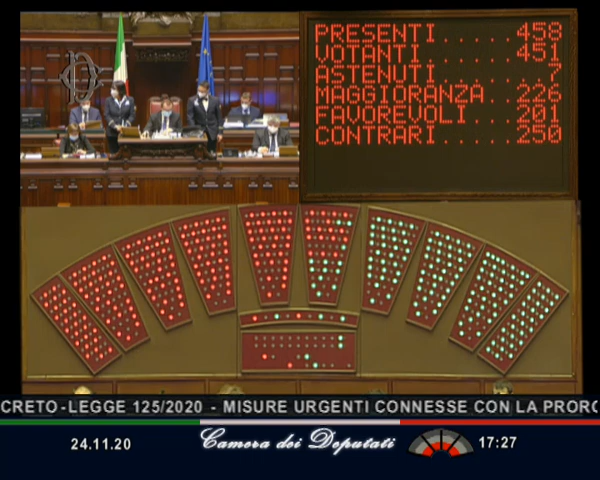 PRESENTI.....458
VOTANTI.....451
ASTENUTI......7
MAGGIORANZA..226
FAVOREVOLI...201
CONTRARI.....250
CRETO-LEGGE 125/2020 - MISURE URGENTI CONNESSE CON LA PRORO
24.11.20 Camera dei Deputati 17:27